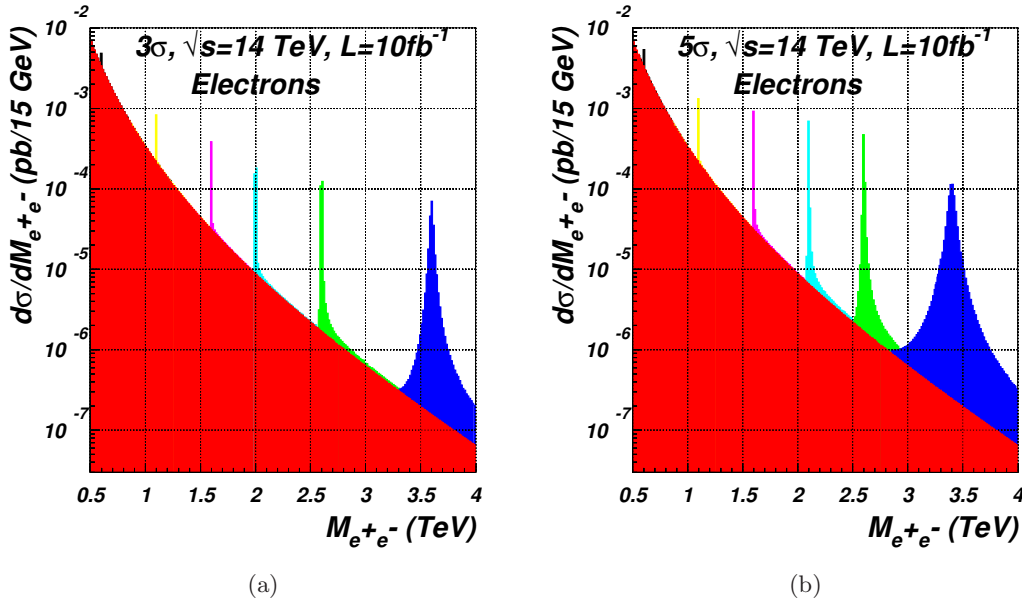 3σ, √s=14 TeV, L=10fb⁻¹
Electrons
dσ/dMₑ+ₑ- (pb/15 GeV)
10⁻²
10⁻³
10⁻⁴
10⁻⁵
10⁻⁶
10⁻⁷
0.5 1 1.5 2 2.5 3 3.5 4
Mₑ+ₑ- (TeV)
(a)
5σ, √s=14 TeV, L=10fb⁻¹
Electrons
dσ/dMₑ+ₑ- (pb/15 GeV)
10⁻²
10⁻³
10⁻⁴
10⁻⁵
10⁻⁶
10⁻⁷
0.5 1 1.5 2 2.5 3 3.5 4
Mₑ+ₑ- (TeV)
(b)